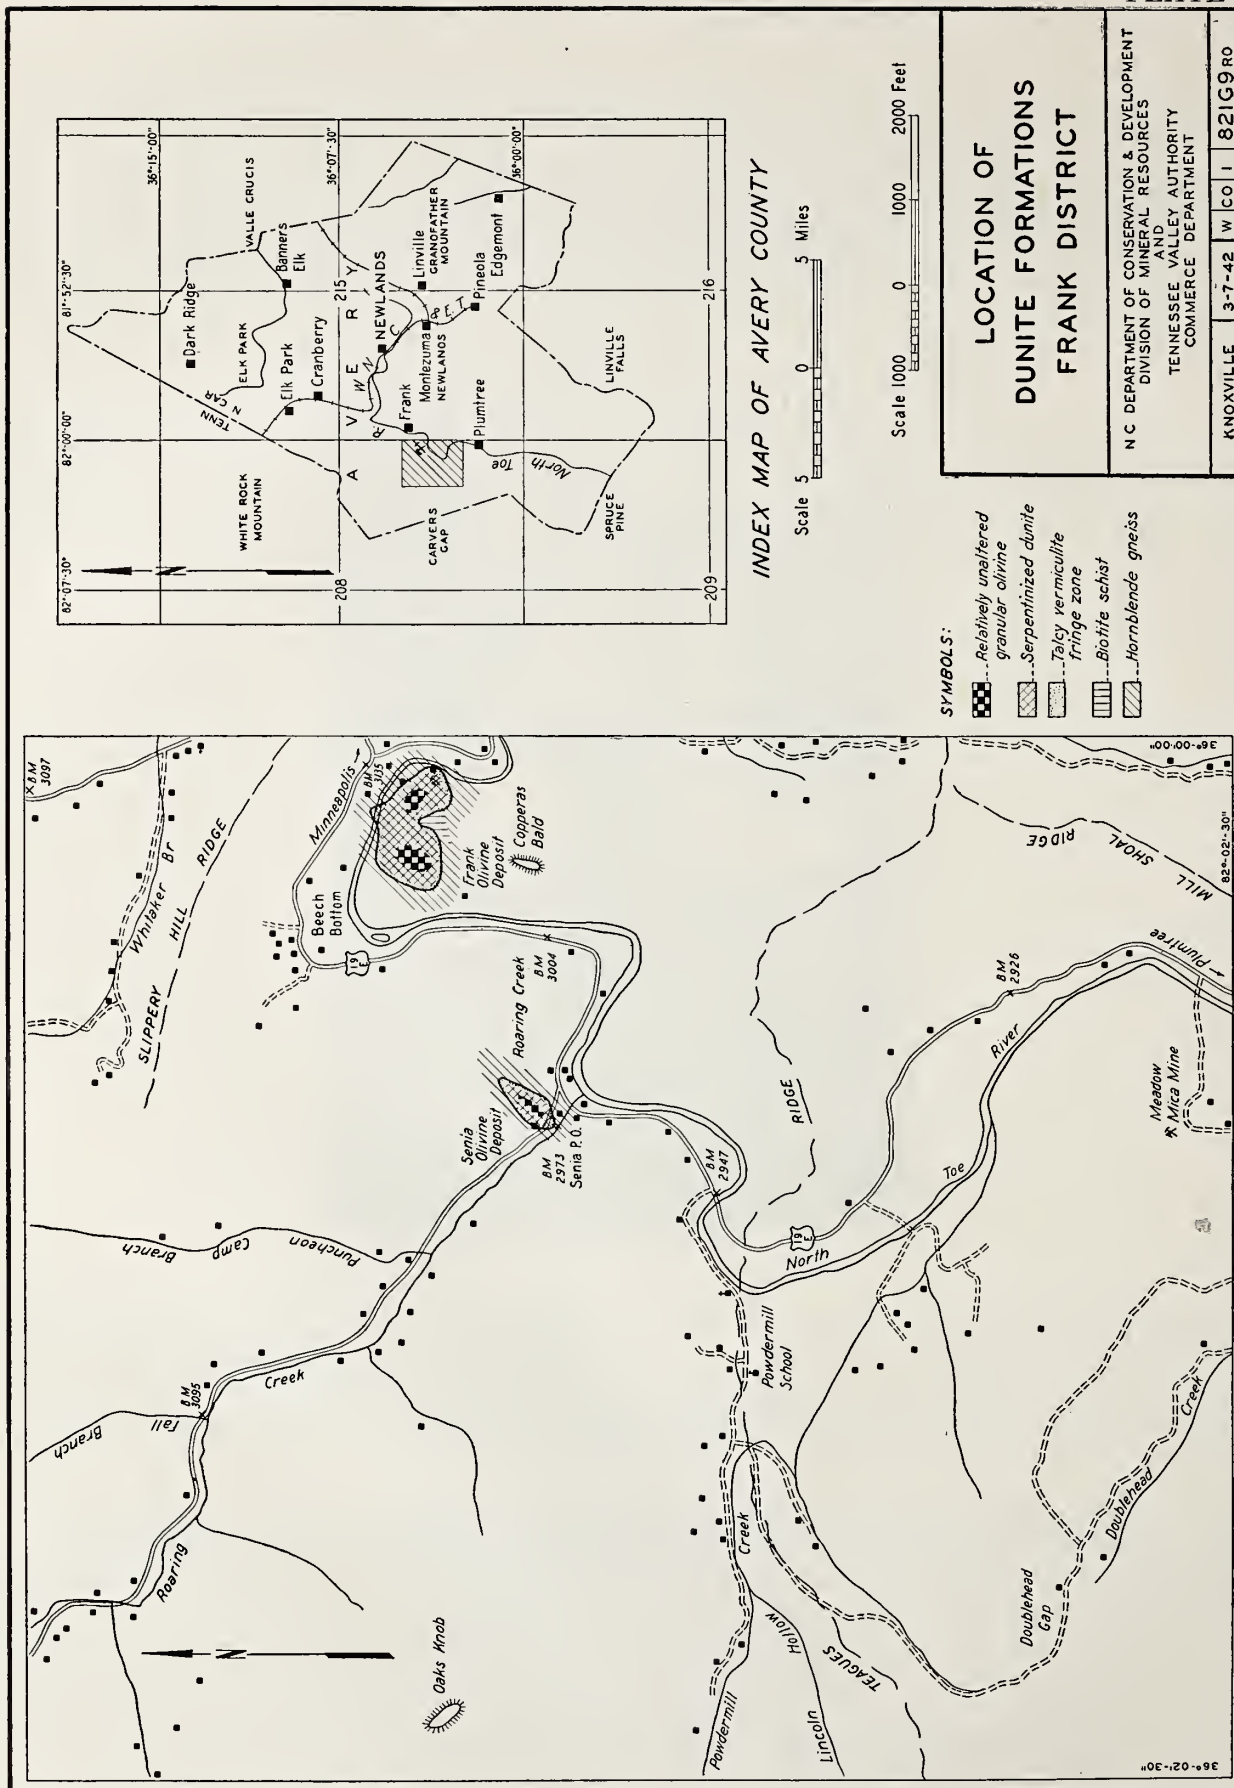 36°-02'-30"
82°-02'-30"
36°-00'-00"
BM
3097
Whitaker Br
SLIPPERY HILL RIDGE
Minneapolis
BM
3135
Beech
Bottom
19
E
Frank
Olivine
Deposit
Copperas
Bald
BM
3004
Roaring Creek
Senia
Olivine
Deposit
BM
2973
Senia P.O.
Puncheon Camp Branch
BM
3095
Fall Branch
Roaring Creek
N
Oaks Knob
BM
2947
RIDGE
19
E
North Toe River
BM
2926
Plumtree
MILL SHOAL RIDGE
Meadow
Mica Mine
Powdermill
School
Powdermill Creek
Lincoln Hollow
TEAGUES
Doublehead
Gap
Doublehead Creek
82°-07'-30"
82°-00'-00"
81°-52'-30"
36°-15'-00"
36°-07'-30"
36°-00'-00"
N
WHITE ROCK
MOUNTAIN
TENN
N CAR
Dark Ridge
ELK PARK
VALLE CRUCIS
Elk Park
Banners
Elk
Cranberry
208
215
A V E R Y
NEWLANDS
Linville
GRANDFATHER
MOUNTAIN
Frank
Montezuma
NEWLANDS
E.T. & W.N.C. R.R.
Pineola
Edgemont
CARVERS
GAP
Plumtree
North Toe
SPRUCE
PINE
LINVILLE
FALLS
209
216
INDEX MAP OF AVERY COUNTY
Scale 5 0 5 Miles
Scale 1000 0 1000 2000 Feet
SYMBOLS:
Relatively unaltered
granular olivine
Serpentinized dunite
Talcy vermiculite
fringe zone
Biotite schist
Hornblende gneiss
LOCATION OF
DUNITE FORMATIONS
FRANK DISTRICT
N C DEPARTMENT OF CONSERVATION & DEVELOPMENT
DIVISION OF MINERAL RESOURCES
AND
TENNESSEE VALLEY AUTHORITY
COMMERCE DEPARTMENT
KNOXVILLE 3-7-42 W CO 1 821G9 R0